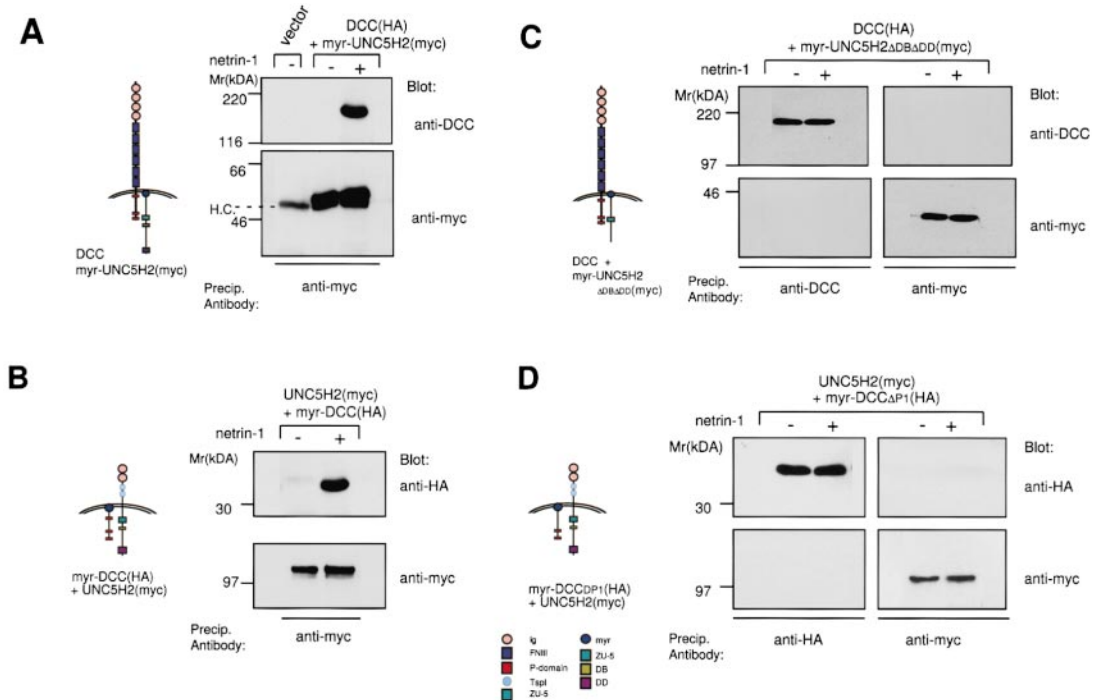 A
vector
DCC(HA)
+ myr-UNC5H2(myc)
netrin-1 - - +
Mr(kDA)
Blot:
220
anti-DCC
116
66
H.C.
46
anti-myc
DCC
myr-UNC5H2(myc)
Precip.
Antibody:
anti-myc
B
UNC5H2(myc)
+ myr-DCC(HA)
netrin-1 - +
Mr(kDA)
Blot:
anti-HA
30
97
anti-myc
myr-DCC(HA)
+ UNC5H2(myc)
Precip.
Antibody:
anti-myc
C
DCC(HA)
+ myr-UNC5H2ΔDBΔDD(myc)
netrin-1 - + - +
Mr(kDA)
Blot:
220
anti-DCC
97
46
anti-myc
DCC +
myr-UNC5H2
ΔDBΔDD(myc)
Precip.
Antibody:
anti-DCC
anti-myc
D
UNC5H2(myc)
+ myr-DCCΔP1(HA)
netrin-1 - + - +
Mr(kDA)
Blot:
anti-HA
30
97
anti-myc
myr-DCCDP1(HA)
+ UNC5H2(myc)
Precip.
Antibody:
anti-HA
anti-myc
ig
FNIII
P-domain
TspI
ZU-5
myr
ZU-5
DB
DD